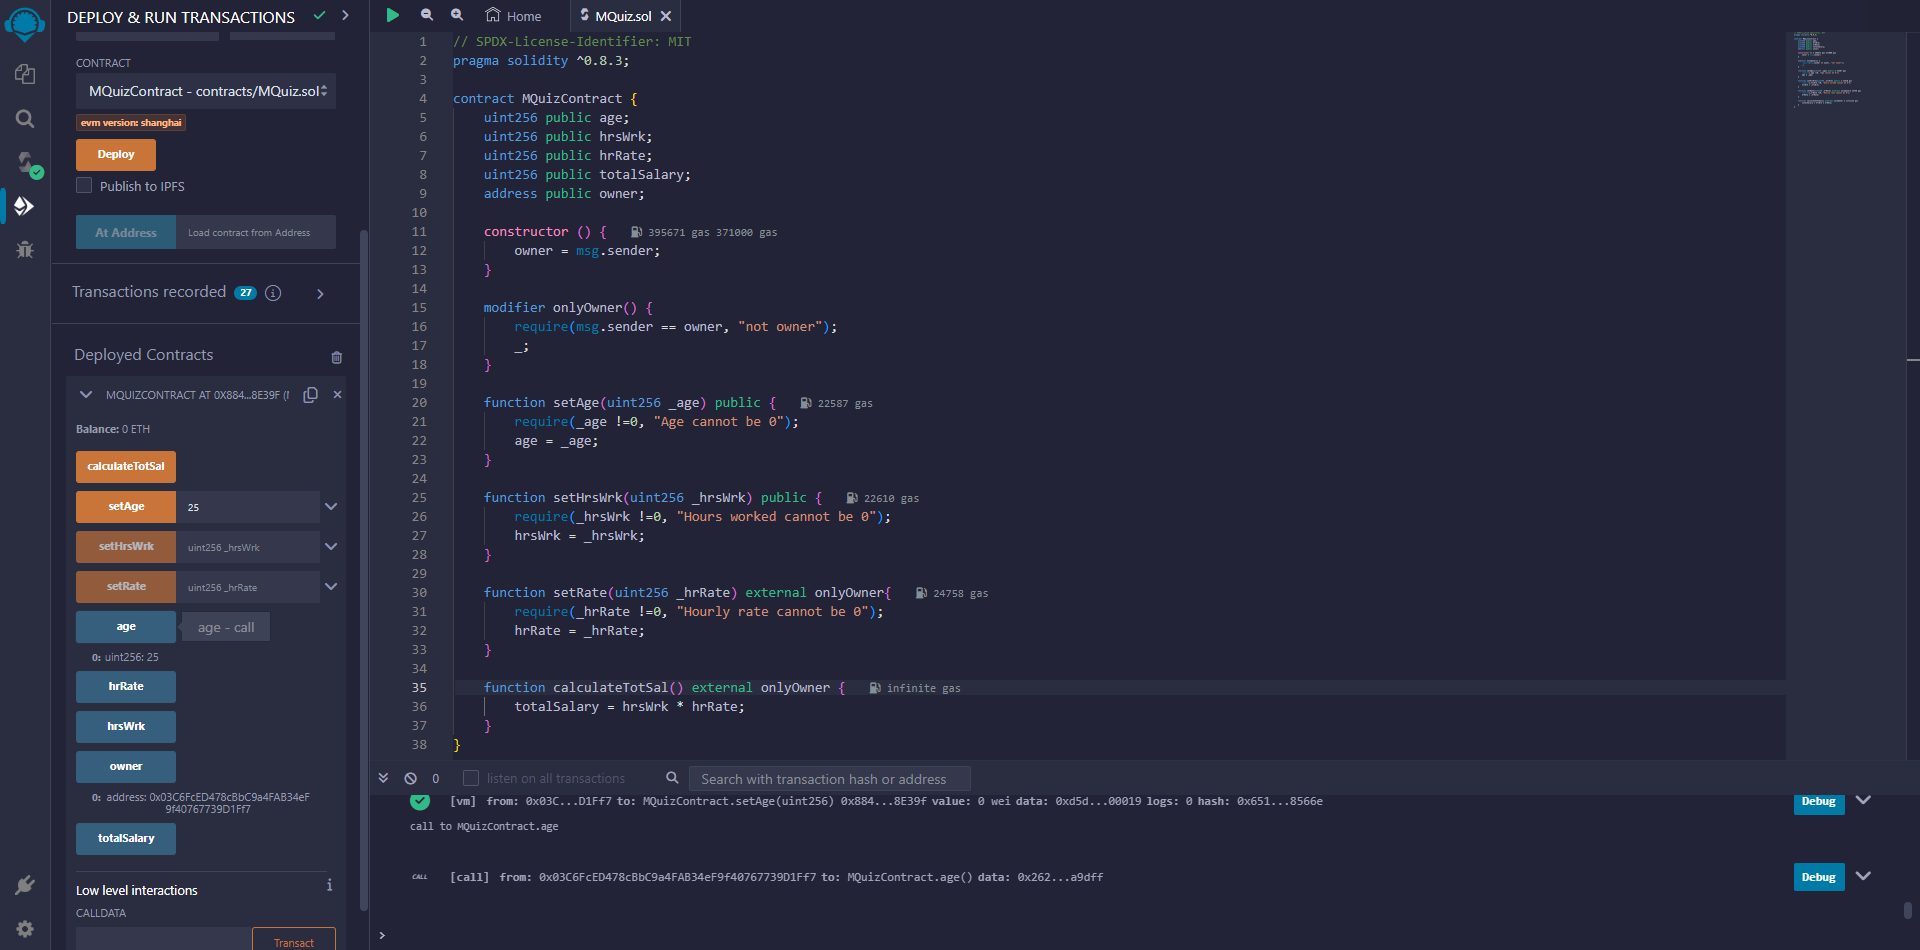 DEPLOY & RUN TRANSACTIONS
CONTRACT
MQuizContract - contracts/MQuiz.sol
evm version: shanghai
Deploy
Publish to IPFS
At Address
Load contract from Address
Transactions recorded 27
Deployed Contracts
MQUIZCONTRACT AT 0X884...8E39F
Balance: 0 ETH
calculateTotSal
setAge 25
setHrsWrk uint256 _hrsWrk
setRate uint256 _hrRate
age
age - call
0: uint256: 25
hrRate
hrsWrk
owner
0: address: 0x03C6FcED478cBbC9a4FAB34eF
9f40767739D1Ff7
totalSalary
Low level interactions
CALLDATA
Transact
Home
MQuiz.sol
1 // SPDX-License-Identifier: MIT
2 pragma solidity ^0.8.3;
3
4 contract MQuizContract {
5 uint256 public age;
6 uint256 public hrsWrk;
7 uint256 public hrRate;
8 uint256 public totalSalary;
9 address public owner;
10
11 constructor () { 395671 gas 371000 gas
12 owner = msg.sender;
13 }
14
15 modifier onlyOwner() {
16 require(msg.sender == owner, "not owner");
17 _;
18 }
19
20 function setAge(uint256 _age) public { 22587 gas
21 require(_age !=0, "Age cannot be 0");
22 age = _age;
23 }
24
25 function setHrsWrk(uint256 _hrsWrk) public { 22610 gas
26 require(_hrsWrk !=0, "Hours worked cannot be 0");
27 hrsWrk = _hrsWrk;
28 }
29
30 function setRate(uint256 _hrRate) external onlyOwner{ 24758 gas
31 require(_hrRate !=0, "Hourly rate cannot be 0");
32 hrRate = _hrRate;
33 }
34
35 function calculateTotSal() external onlyOwner { infinite gas
36 totalSalary = hrsWrk * hrRate;
37 }
38 }
0
listen on all transactions
Search with transaction hash or address
[vm] from: 0x03C...D1Ff7 to: MQuizContract.setAge(uint256) 0x884...8E39f value: 0 wei data: 0xd5d...00019 logs: 0 hash: 0x651...8566e
Debug
call to MQuizContract.age
CALL [call] from: 0x03C6FcED478cBbC9a4FAB34eF9f40767739D1Ff7 to: MQuizContract.age() data: 0x262...a9dff
Debug
>